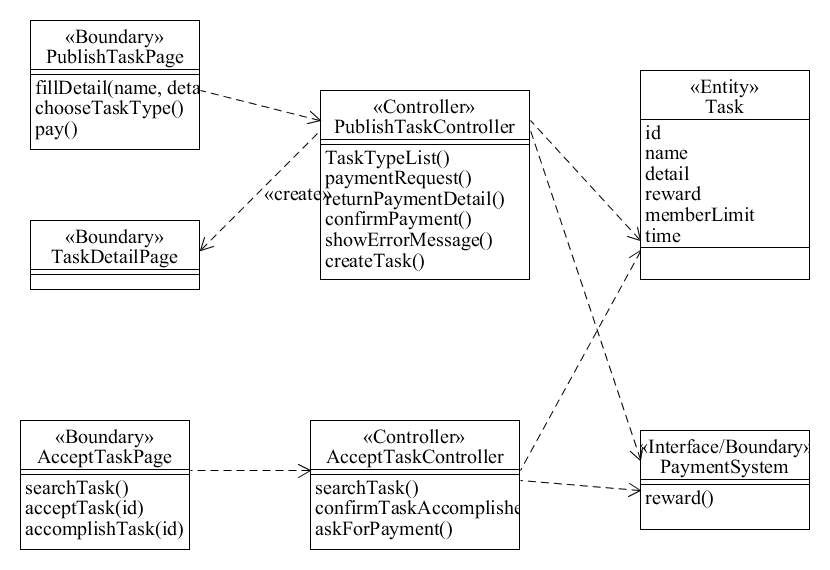 «Boundary»
PublishTaskPage
fillDetail(name, deta
chooseTaskType()
pay()
«Controller»
PublishTaskController
TaskTypeList()
paymentRequest()
returnPaymentDetail()
confirmPayment()
showErrorMessage()
createTask()
«Entity»
Task
id
name
detail
reward
memberLimit
time
«create»
«Boundary»
TaskDetailPage
«Boundary»
AcceptTaskPage
searchTask()
acceptTask(id)
accomplishTask(id)
«Controller»
AcceptTaskController
searchTask()
confirmTaskAccomplishe
askForPayment()
«Interface/Boundary»
PaymentSystem
reward()